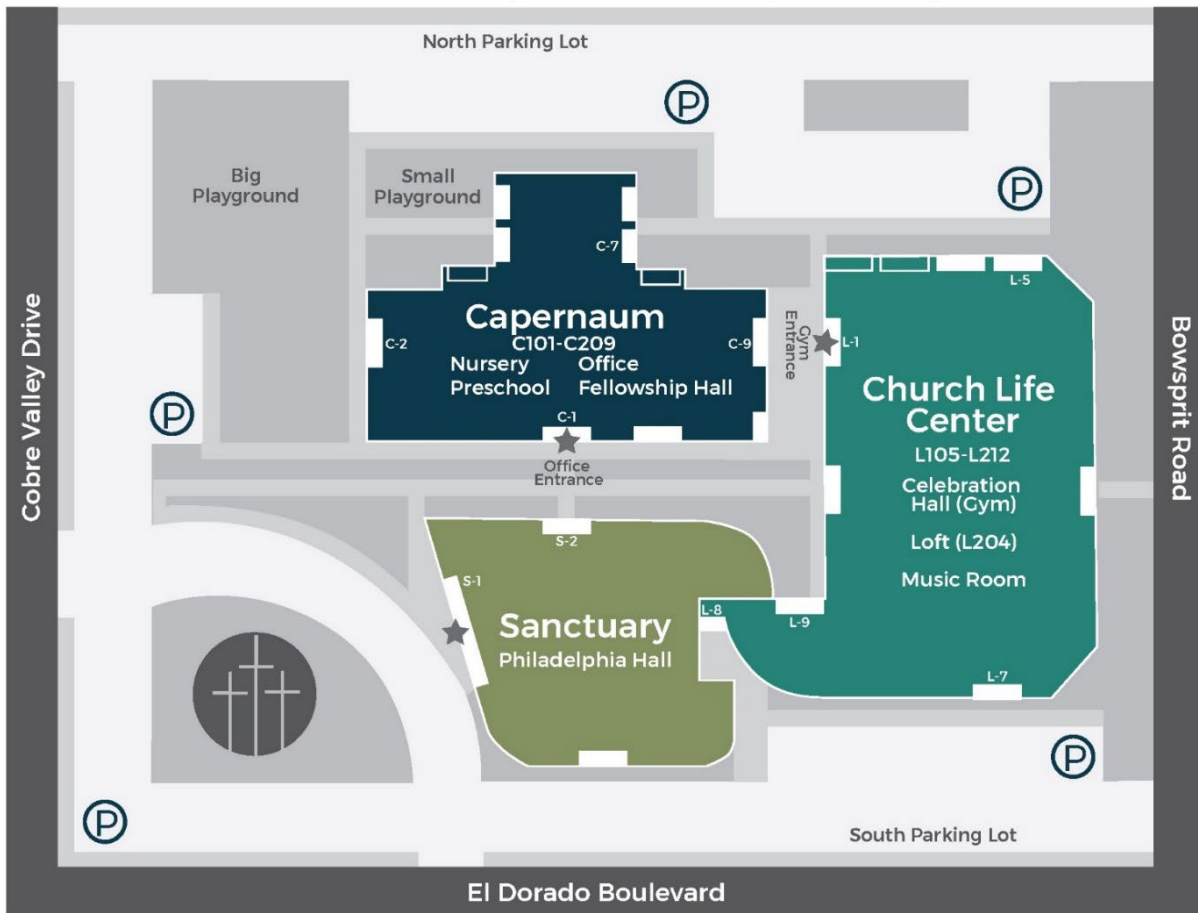 North Parking Lot
P
P
Big
Playground
Small
Playground
C-7
L-5
Capernaum
C101-C209
Nursery Office
Preschool Fellowship Hall
C-2
C-9
C-1
Office
Entrance
Gym
Entrance
L-1
Church Life
Center
L105-L212
Celebration
Hall (Gym)
Loft (L204)
Music Room
P
Cobre Valley Drive
Bowsprit Road
S-2
S-1
Sanctuary
Philadelphia Hall
L-8
L-9
L-7
P
P
South Parking Lot
El Dorado Boulevard